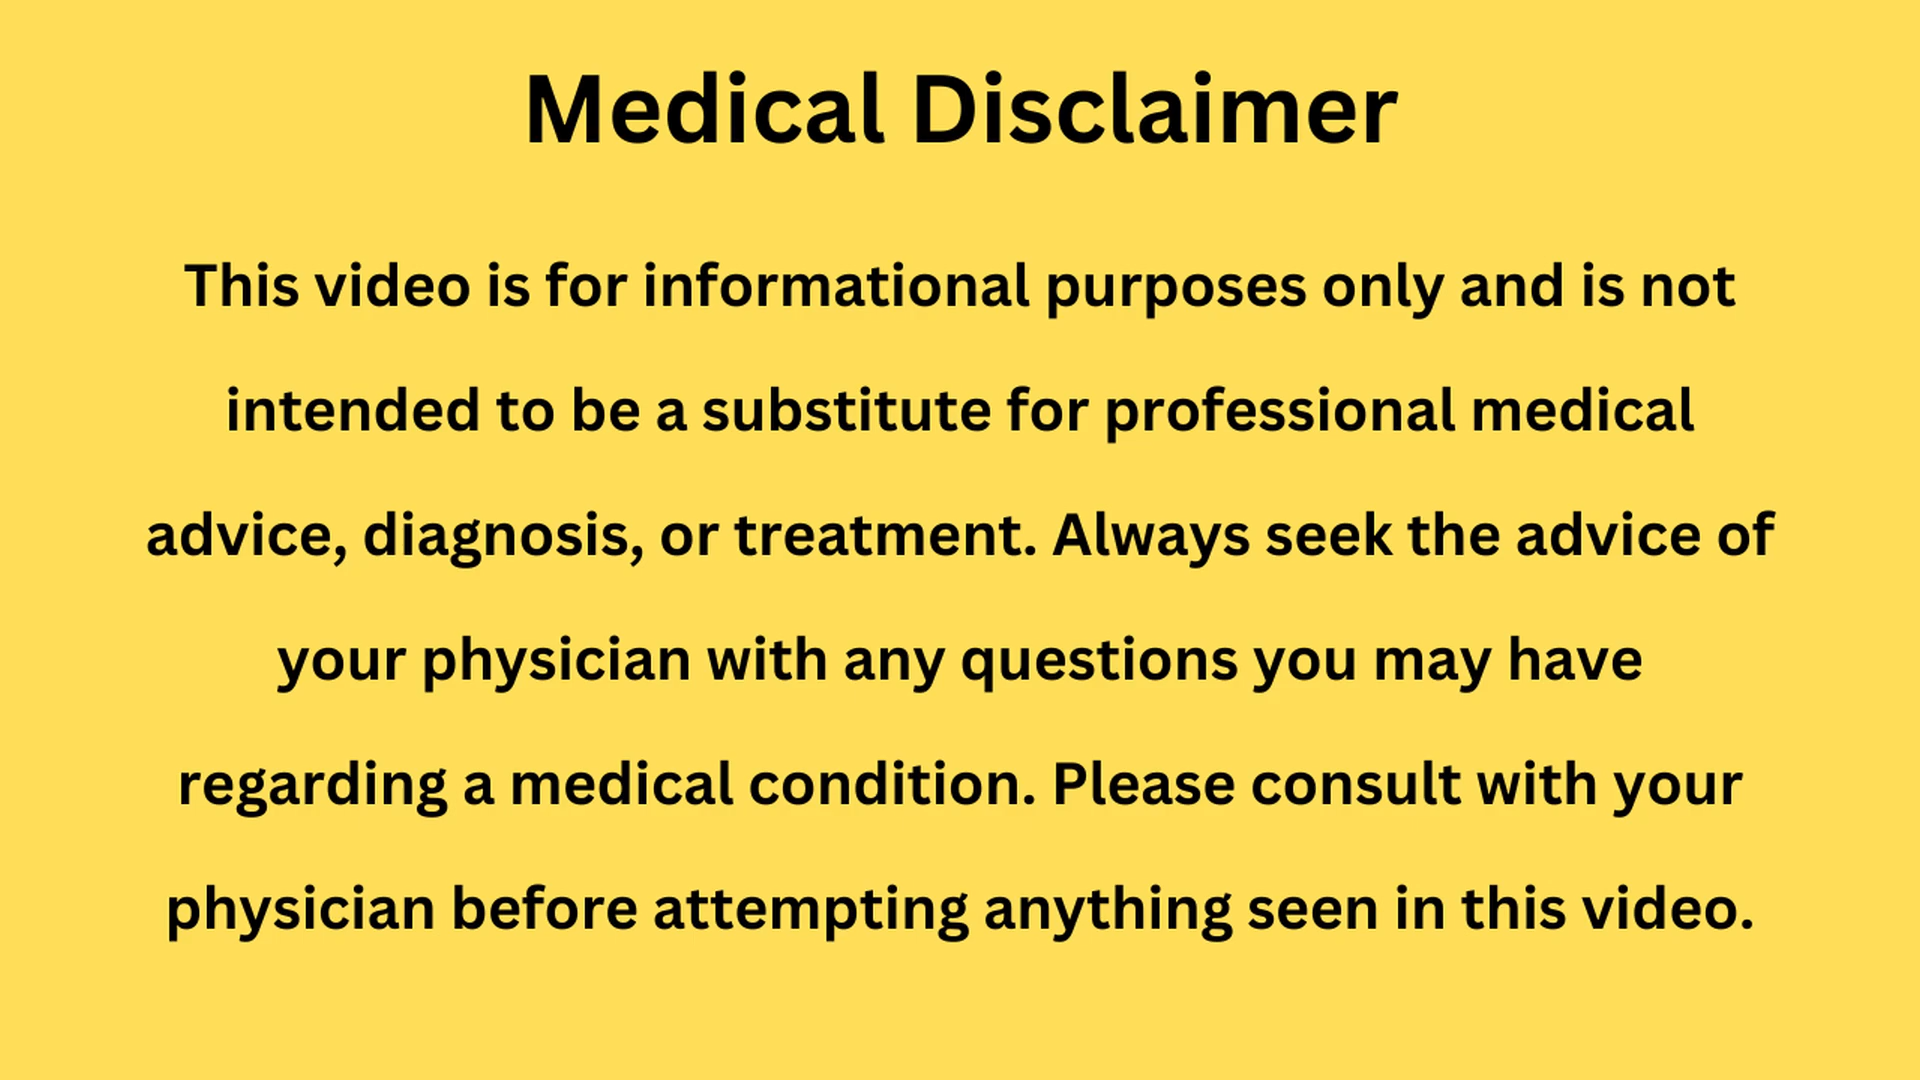 Medical Disclaimer
This video is for informational purposes only and is not
intended to be a substitute for professional medical
advice, diagnosis, or treatment. Always seek the advice of
your physician with any questions you may have
regarding a medical condition. Please consult with your
physician before attempting anything seen in this video.